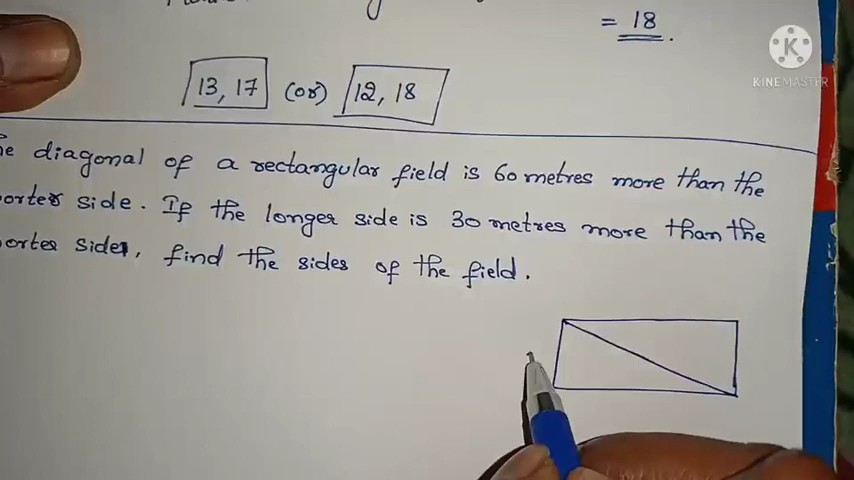 = 18 .
KINEMASTER
13, 17 (or) 12, 18
diagonal of a rectangular field is 60 metres more than the
side . If the longer side is 30 metres more than the
side, find the sides of the field .